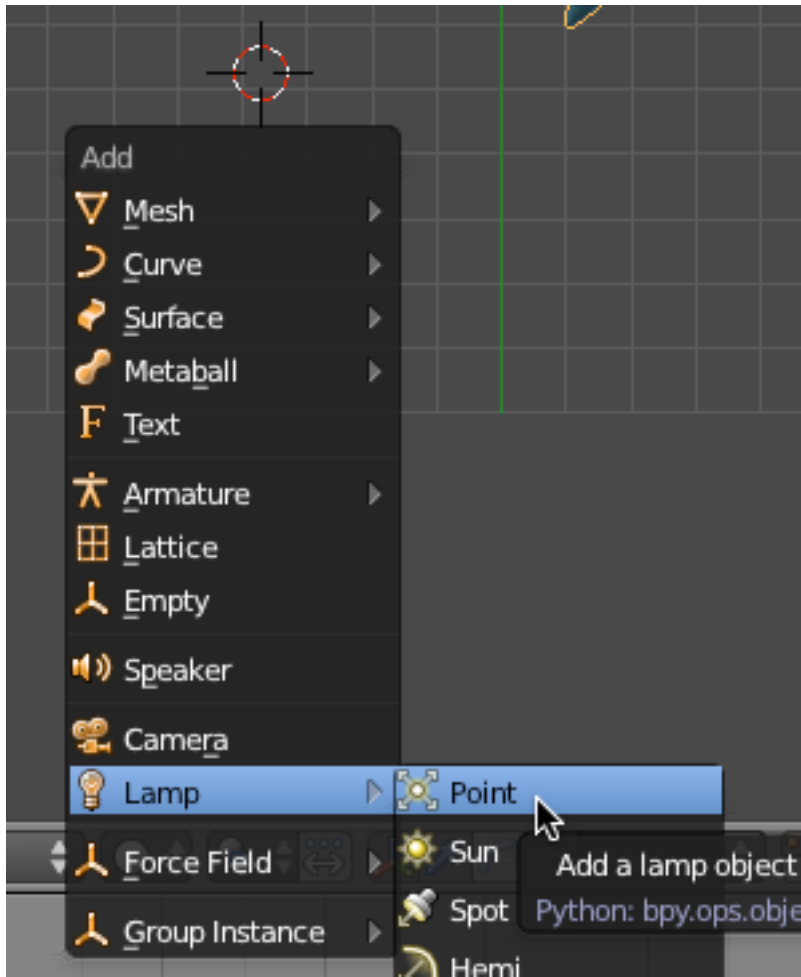 Add
Mesh
Curve
Surface
Metaball
Text
Armature
Lattice
Empty
Speaker
Camera
Lamp
Point
Sun
Add a lamp object
Force Field
Spot
Python: bpy.ops.obje
Group Instance
Hemi